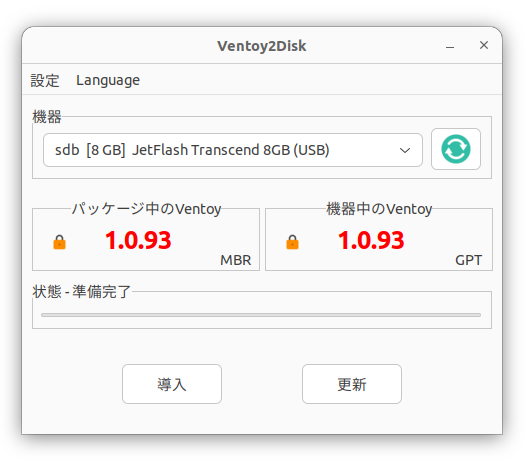 Ventoy2Disk
設定 Language
機器
sdb [8 GB] JetFlash Transcend 8GB (USB)
パッケージ中のVentoy
1.0.93
MBR
機器中のVentoy
1.0.93
GPT
状態 - 準備完了
導入
更新